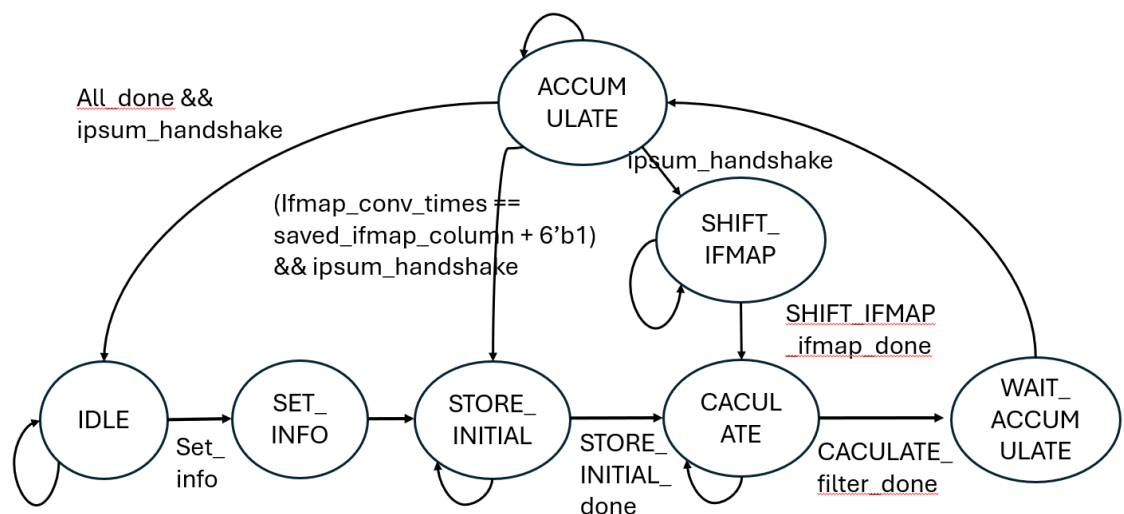 ACCUM
ULATE
All_done &&
ipsum_handshake
ipsum_handshake
(Ifmap_conv_times ==
saved_ifmap_column + 6’b1)
&& ipsum_handshake
SHIFT_
IFMAP
SHIFT_IFMAP
_ifmap_done
IDLE
Set_
info
SET_
INFO
STORE_
INITIAL
STORE_
INITIAL_
done
CACUL
ATE
CACULATE_
filter_done
WAIT_
ACCUM
ULATE